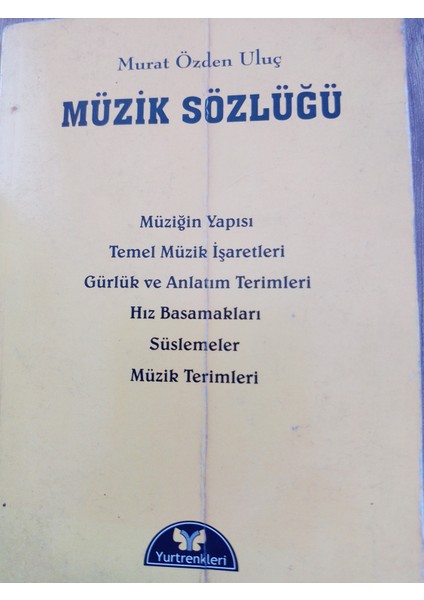 Murat Özden Uluç
MÜZİK SÖZLÜĞÜ
Müziğin Yapısı
Temel Müzik İşaretleri
Gürlük ve Anlatım Terimleri
Hız Basamakları
Süslemeler
Müzik Terimleri
Yurtrenkleri